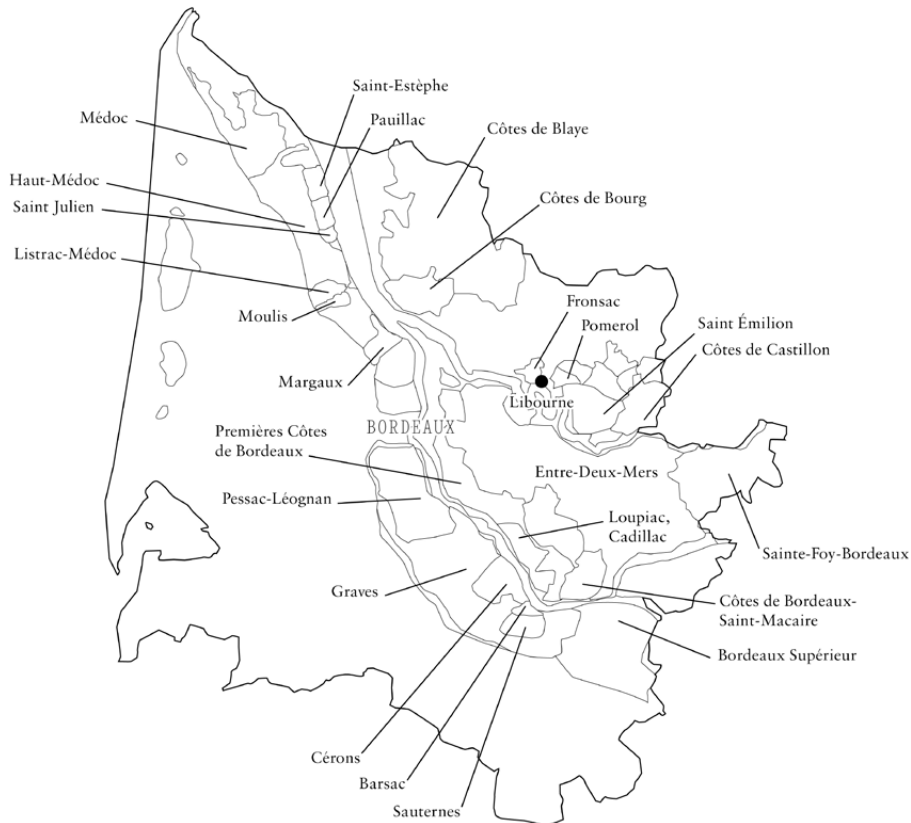 Saint-Estèphe
Médoc
Pauillac
Côtes de Blaye
Haut-Médoc
Saint Julien
Côtes de Bourg
Listrac-Médoc
Moulis
Fronsac
Pomerol
Saint Émilion
Côtes de Castillon
Margaux
Libourne
BORDEAUX
Premières Côtes
de Bordeaux
Entre-Deux-Mers
Pessac-Léognan
Loupiac,
Cadillac
Sainte-Foy-Bordeaux
Graves
Côtes de Bordeaux-
Saint-Macaire
Bordeaux Supérieur
Cérons
Barsac
Sauternes